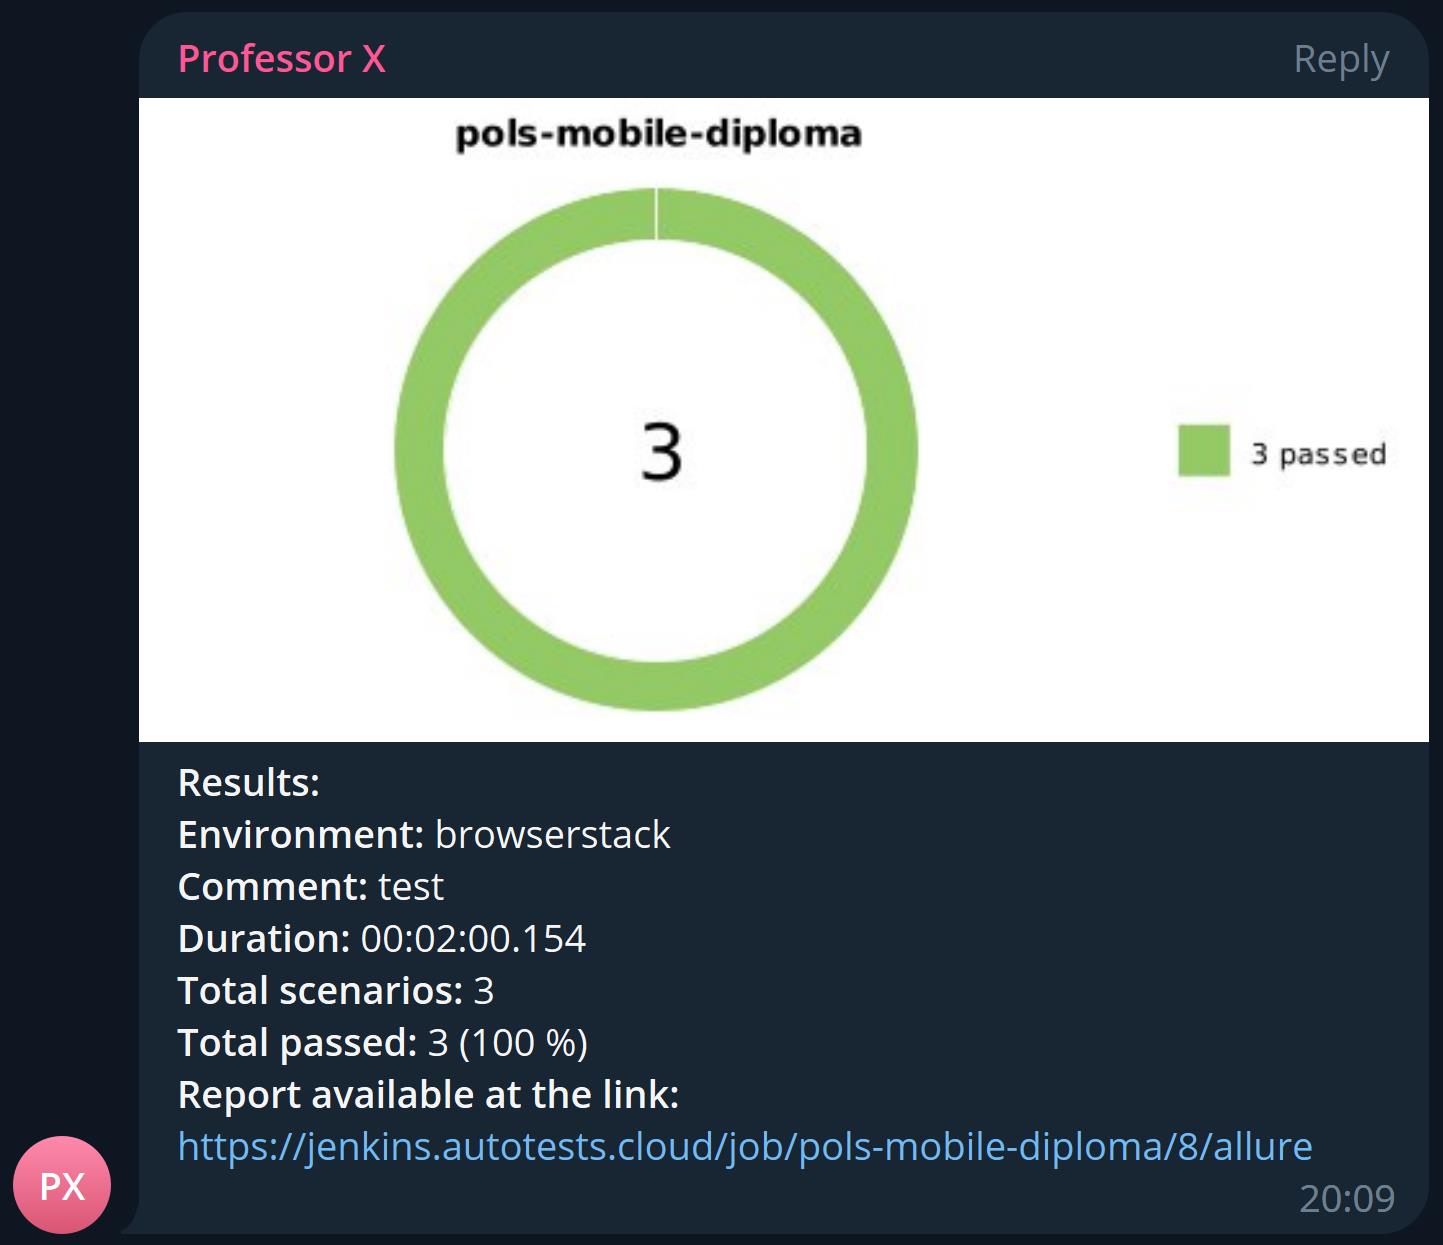 Professor X
Reply
pols-mobile-diploma
3
3 passed
Results:
Environment: browserstack
Comment: test
Duration: 00:02:00.154
Total scenarios: 3
Total passed: 3 (100 %)
Report available at the link:
https://jenkins.autotests.cloud/job/pols-mobile-diploma/8/allure
PX
20:09